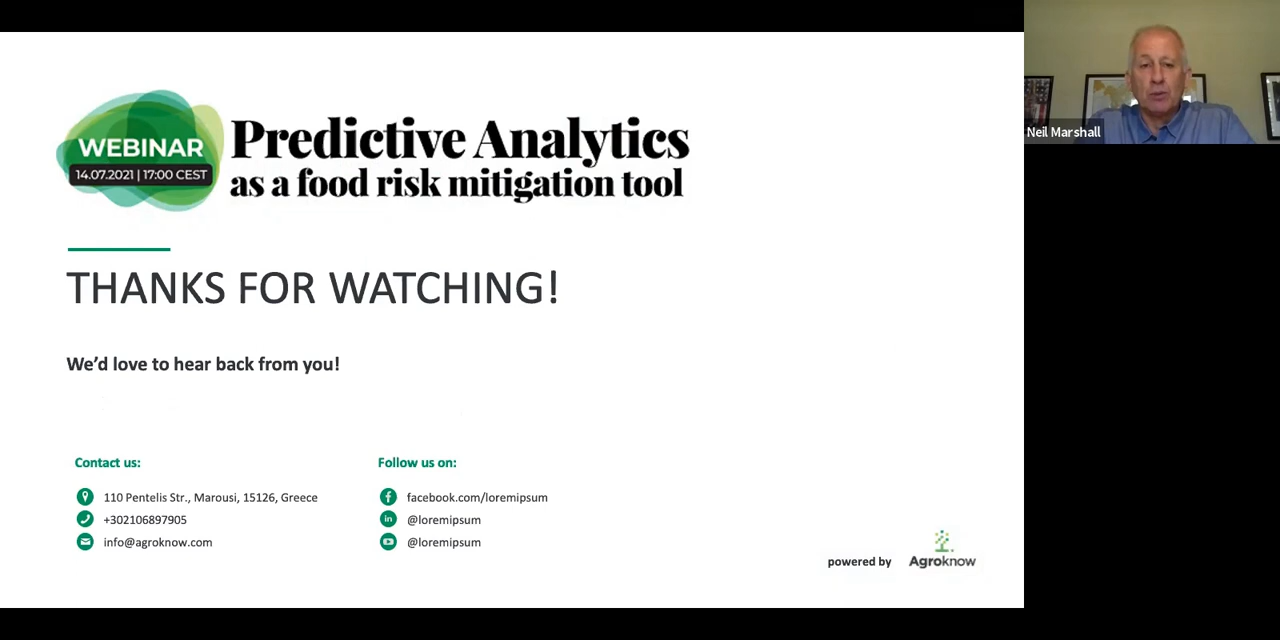 WEBINAR
14.07.2021 | 17:00 CEST
Predictive Analytics
as a food risk mitigation tool
THANKS FOR WATCHING!
We'd love to hear back from you!
Contact us:
110 Pentelis Str., Marousi, 15126, Greece
+302106897905
info@agroknow.com
Follow us on:
facebook.com/loremipsum
in
@loremipsum
@loremipsum
powered by
Agroknow
Neil Marshall